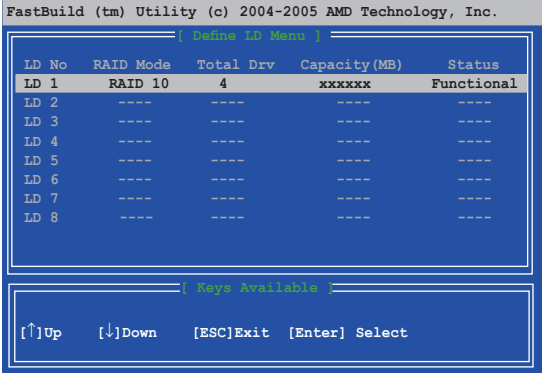 FastBuild (tm) Utility (c) 2004-2005 AMD Technology, Inc.
[ Define LD Menu ]
LD No RAID Mode Total Drv Capacity(MB) Status
LD 1 RAID 10 4 xxxxxx Functional
LD 2 ---- ---- ---- ----
LD 3 ---- ---- ---- ----
LD 4 ---- ---- ---- ----
LD 5 ---- ---- ---- ----
LD 6 ---- ---- ---- ----
LD 7 ---- ---- ---- ----
LD 8 ---- ---- ---- ----
[ Keys Available ]
[↑]Up [↓]Down [ESC]Exit [Enter] Select